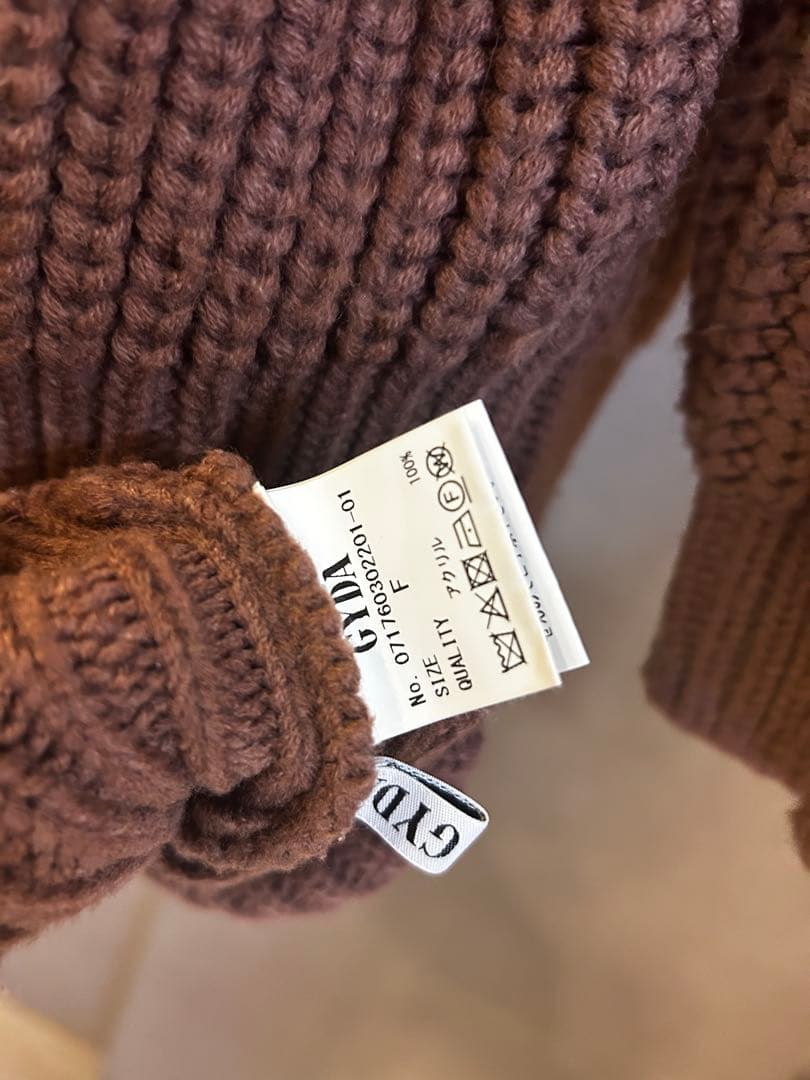 GYDA
No. 071760302201-01
SIZE F
QUALITY アクリル 100%
GYDA